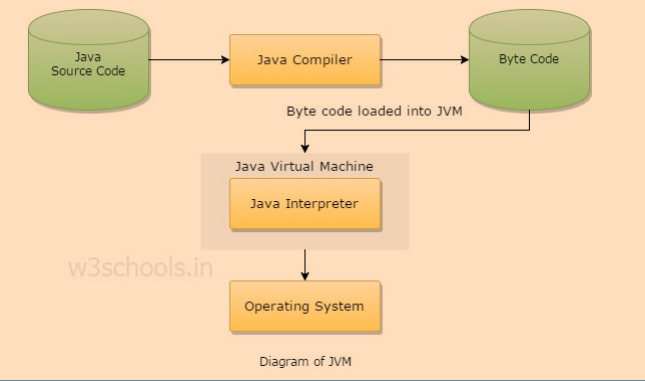 Java
Source Code
Java Compiler
Byte Code
Byte code loaded into JVM
Java Virtual Machine
Java Interpreter
w3schools.in
Operating System
Diagram of JVM